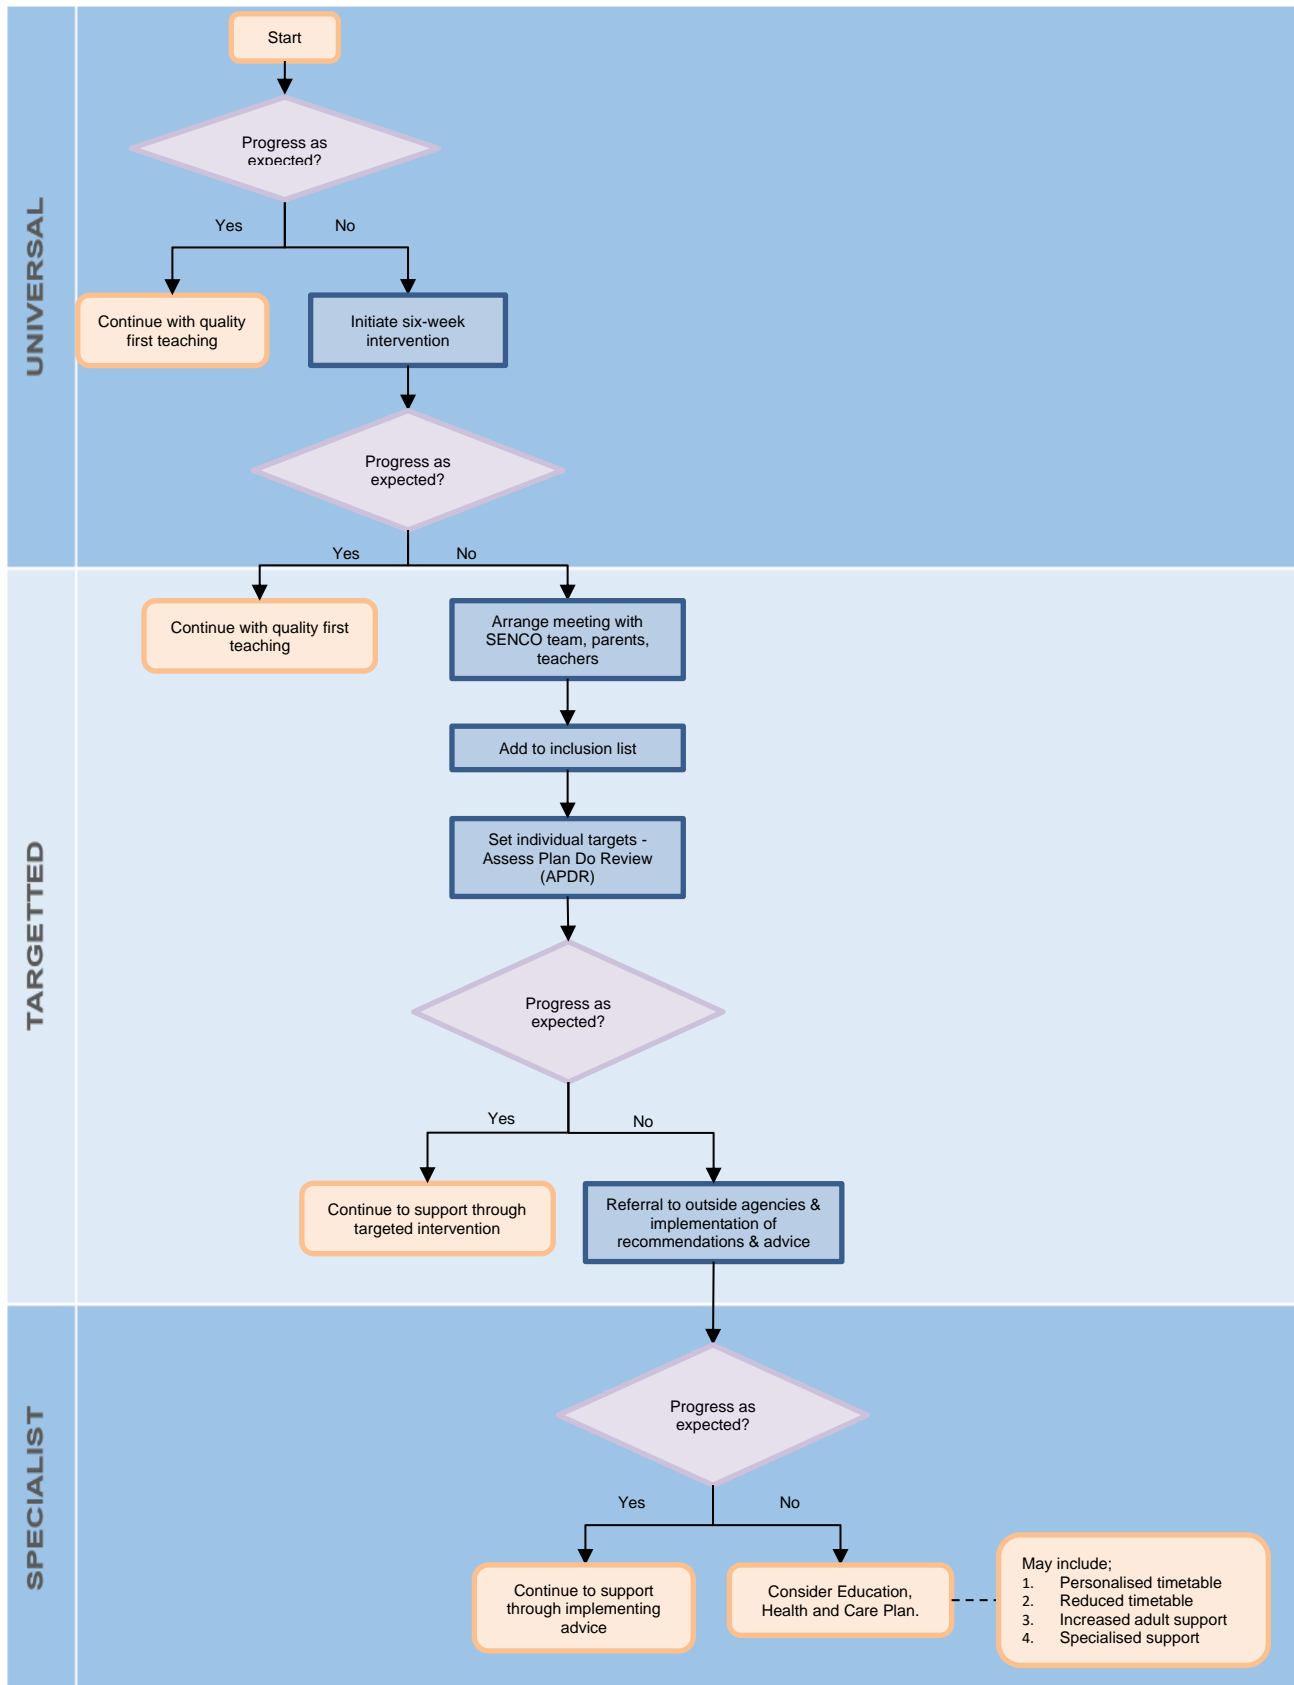 UNIVERSAL
Start
Progress as
expected?
Yes
No
Continue with quality
first teaching
Initiate six-week
intervention
Progress as
expected?
Yes
No
TARGETTED
Continue with quality first
teaching
Arrange meeting with
SENCO team, parents,
teachers
Add to inclusion list
Set individual targets -
Assess Plan Do Review
(APDR)
Progress as
expected?
Yes
No
Continue to support through
targeted intervention
Referral to outside agencies &
implementation of
recommendations & advice
SPECIALIST
Progress as
expected?
Yes
No
Continue to support
through implementing
advice
Consider Education,
Health and Care Plan.
May include;
1. Personalised timetable
2. Reduced timetable
3. Increased adult support
4. Specialised support